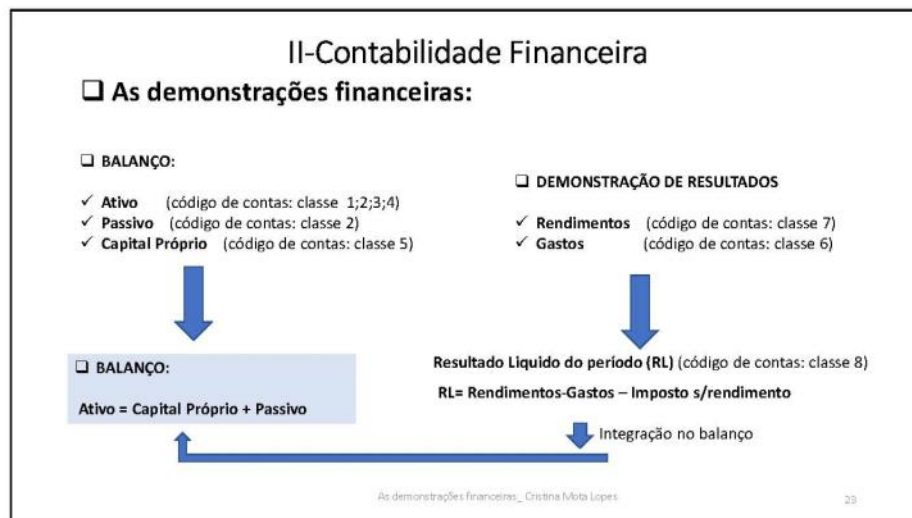 II-Contabilidade Financeira
❑ As demonstrações financeiras:
❑ BALANÇO:
✓ Ativo (código de contas: classe 1;2;3;4)
✓ Passivo (código de contas: classe 2)
✓ Capital Próprio (código de contas: classe 5)
❑ DEMONSTRAÇÃO DE RESULTADOS
✓ Rendimentos (código de contas: classe 7)
✓ Gastos (código de contas: classe 6)
❑ BALANÇO:
Ativo = Capital Próprio + Passivo
Resultado Liquido do período (RL) (código de contas: classe 8)
RL= Rendimentos-Gastos – Imposto s/rendimento
Integração no balanço
As demonstrações financeiras_ Cristina Mota Lopes
23